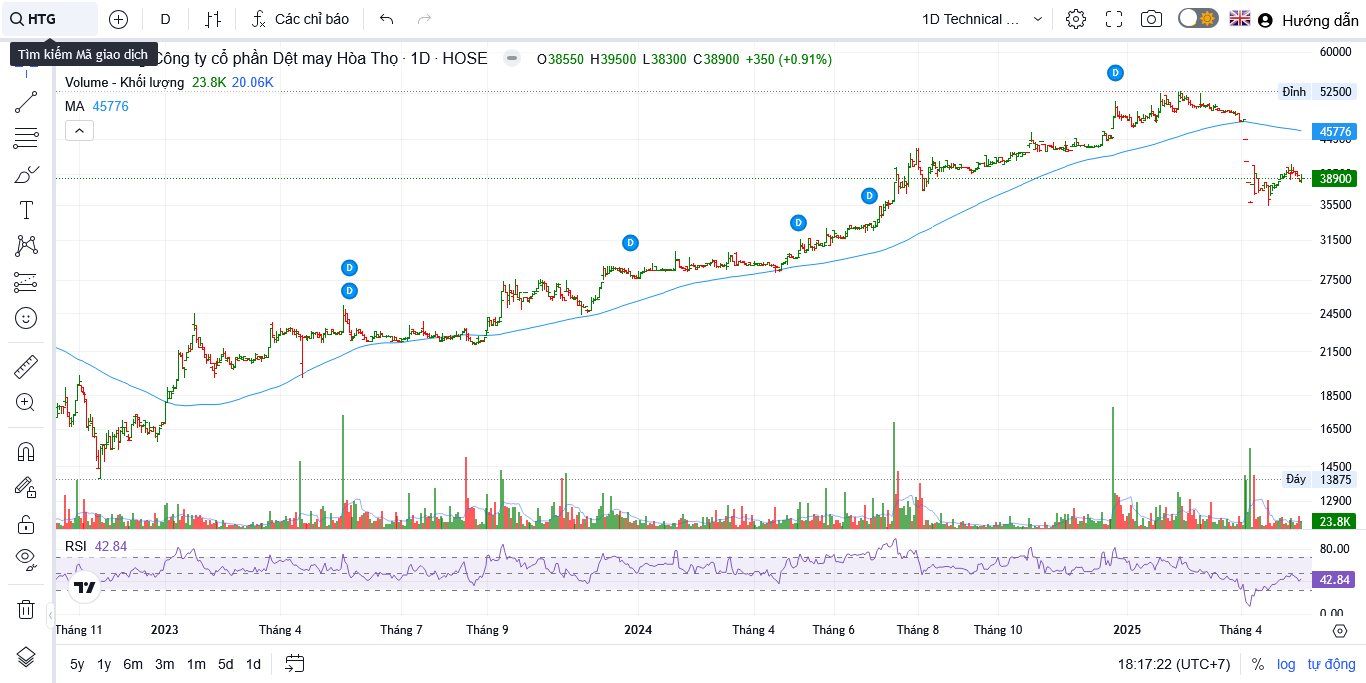 HTG D Các chỉ báo 1D Technical ... Hướng dẫn
Tìm kiếm Mã giao dịch
Công ty cổ phần Dệt may Hòa Thọ · 1D · HOSE O38550 H39500 L38300 C38900 +350 (+0.91%)
Volume - Khối lượng 23.8K 20.06K
MA 45776
60000
D
Đỉnh 52500
45776
D
38900
D
35500
D
31500
D
27500
D
24500
21500
18500
16500
14500
Đáy 13875
12900
23.8K
RSI 42.84
80.00
42.84
0.00
Tháng 11 2023 Tháng 4 Tháng 7 Tháng 9 2024 Tháng 4 Tháng 6 Tháng 8 Tháng 10 2025 Tháng 4
5y 1y 6m 3m 1m 5d 1d 18:17:22 (UTC+7) % log tự động